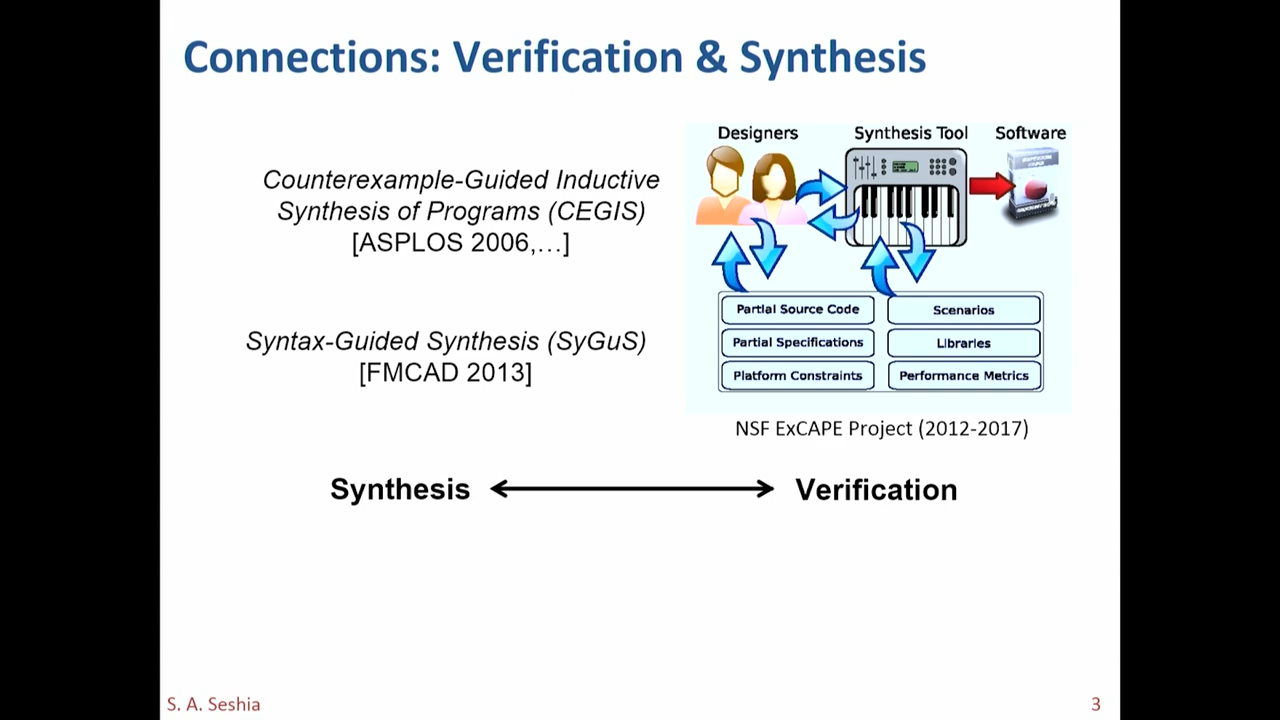 Connections: Verification & Synthesis
Counterexample-Guided Inductive
Synthesis of Programs (CEGIS)
[ASPLOS 2006,…]
Syntax-Guided Synthesis (SyGuS)
[FMCAD 2013]
Designers
Synthesis Tool
Software
Partial Source Code
Scenarios
Partial Specifications
Libraries
Platform Constraints
Performance Metrics
NSF ExCAPE Project (2012-2017)
Synthesis
Verification
S. A. Seshia
3